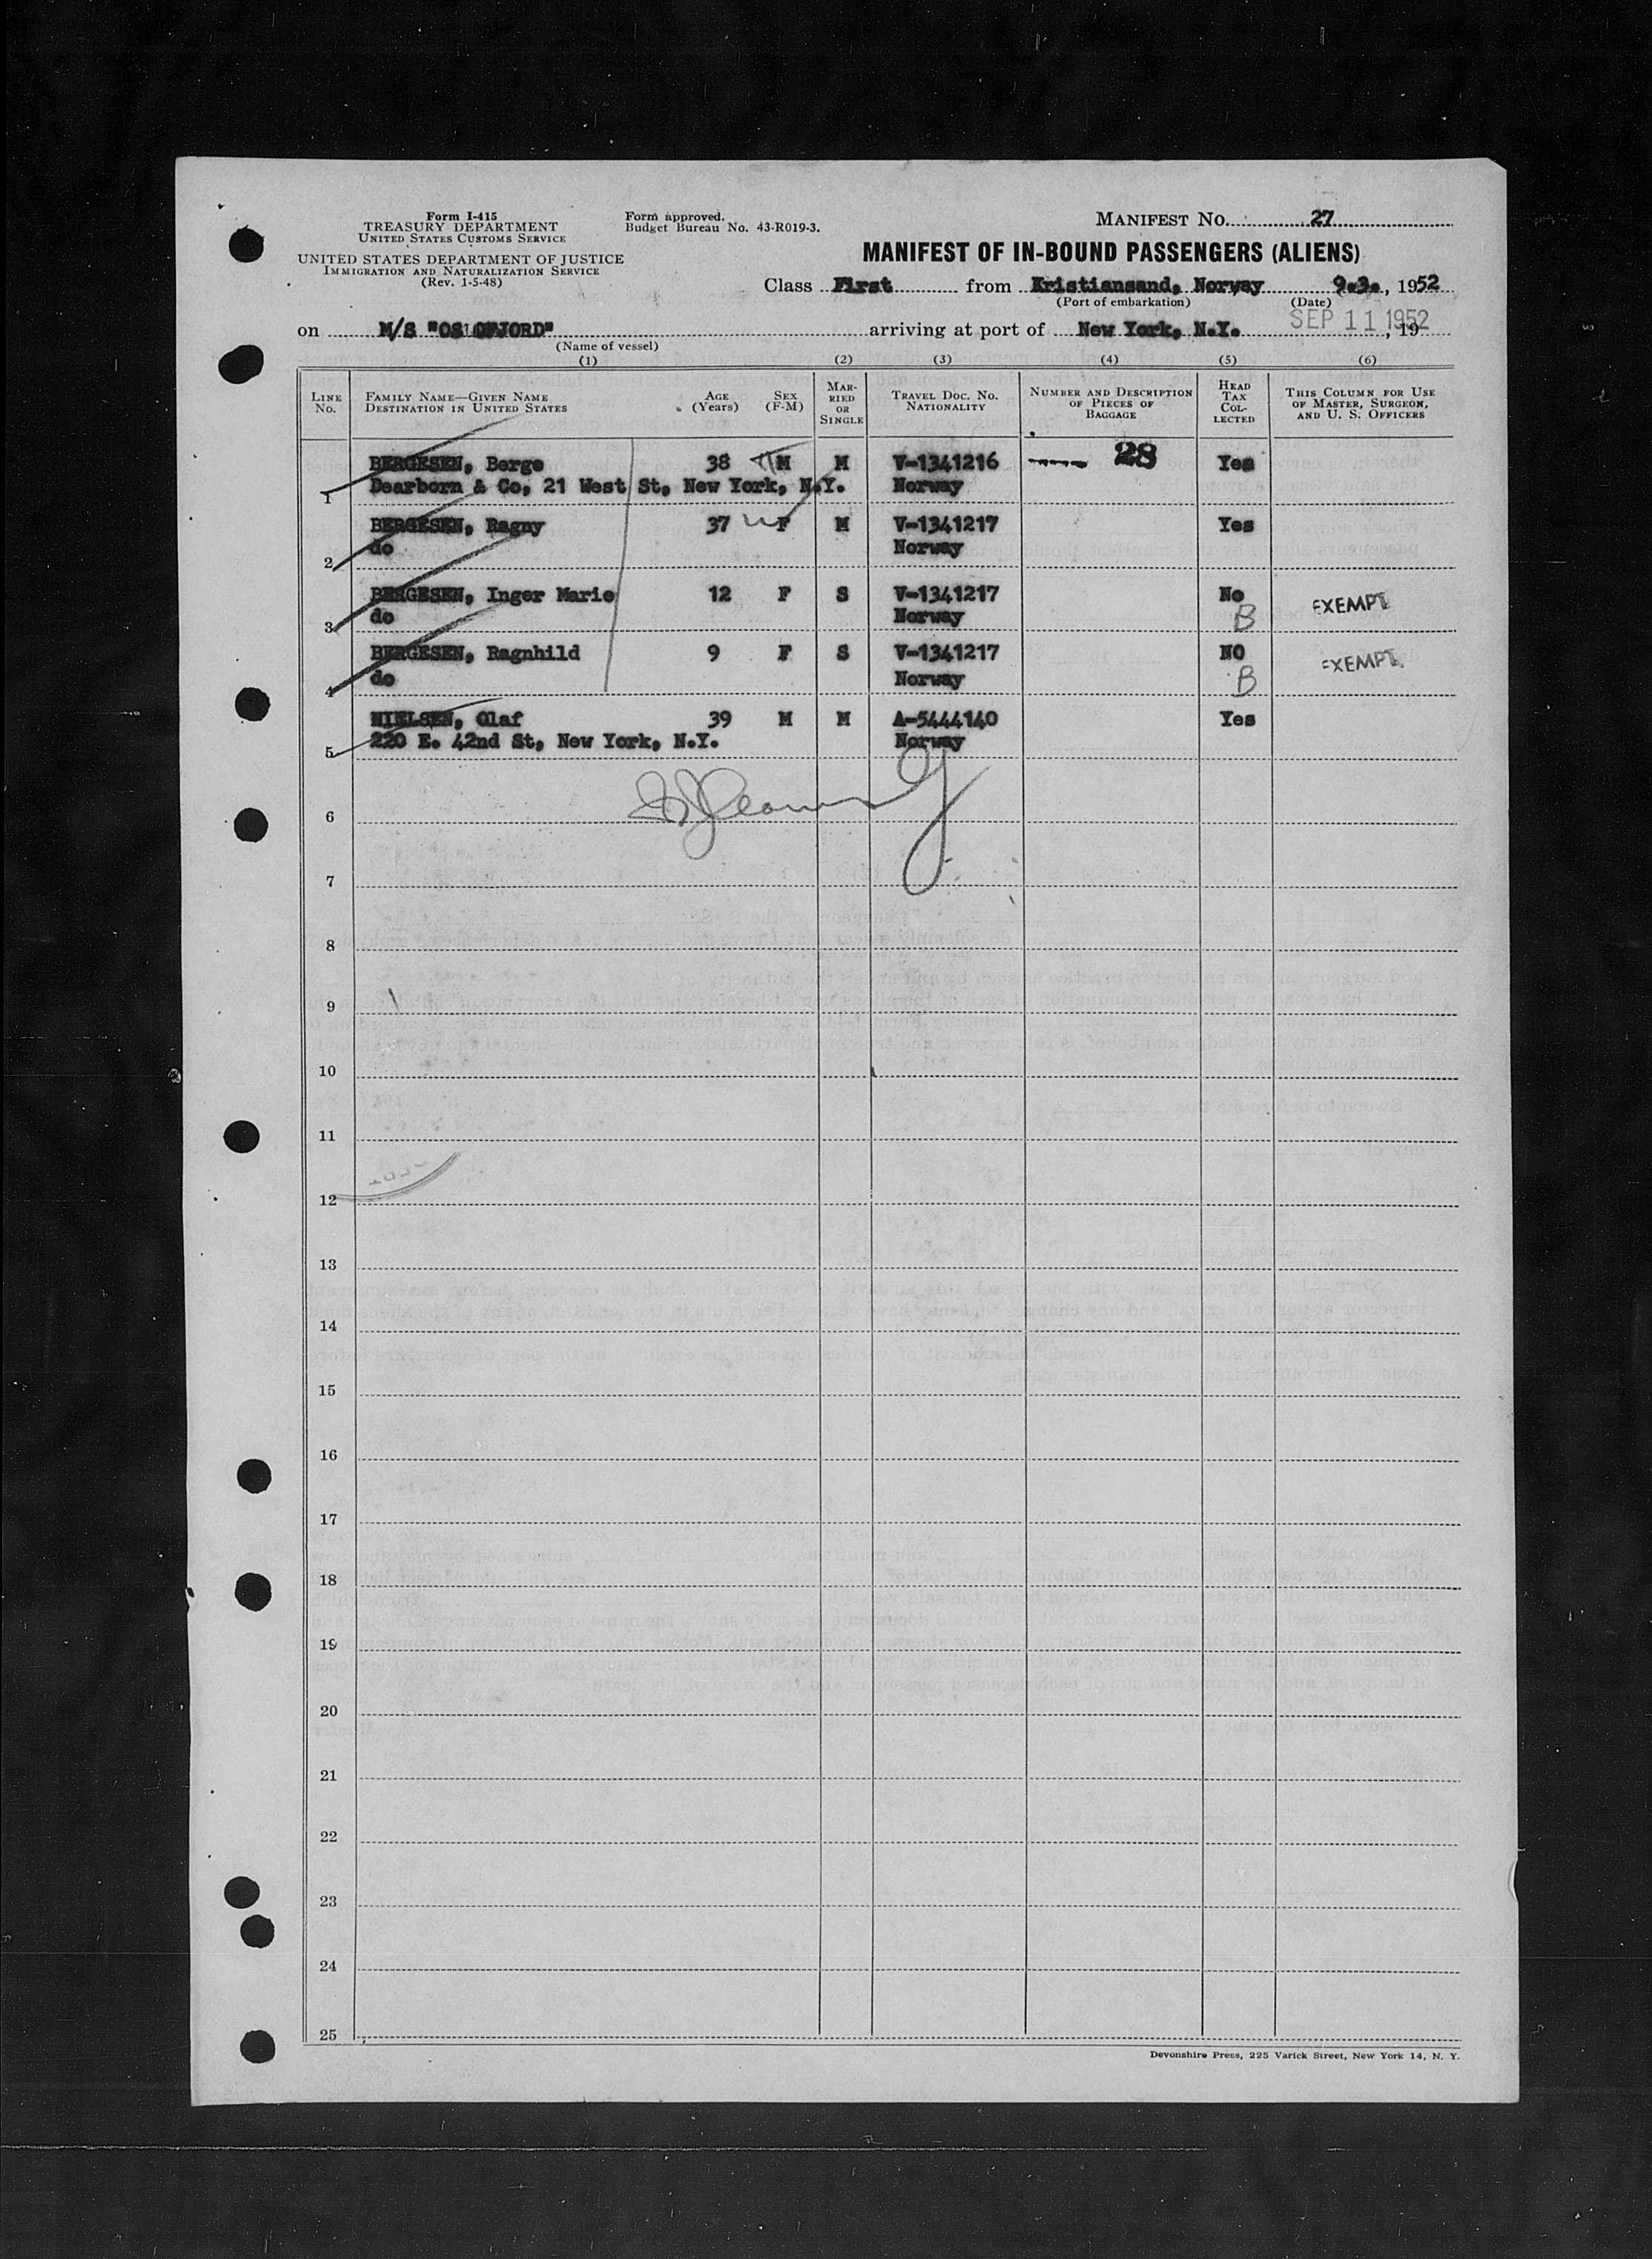 Form I-415
TREASURY DEPARTMENT
UNITED STATES CUSTOMS SERVICE
UNITED STATES DEPARTMENT OF JUSTICE
IMMIGRATION AND NATURALIZATION SERVICE
(Rev. 1-5-48)
Form approved.
Budget Bureau No. 43-R019-3.
MANIFEST NO. 27
MANIFEST OF IN-BOUND PASSENGERS (ALIENS)
Class First from Kristiansand, Norway 9.3., 1952
(Port of embarkation) (Date)
on M/S "OSLOFJORD" arriving at port of New York, N.Y. SEP 11 1952, 19
(Name of vessel)
(1) (2) (3) (4) (5) (6)
LINE NO. FAMILY NAME—GIVEN NAME DESTINATION IN UNITED STATES AGE (Years) SEX (F-M) MARRIED OR SINGLE TRAVEL DOC. NO. NATIONALITY NUMBER AND DESCRIPTION OF PIECES OF BAGGAGE HEAD TAX COLLECTED THIS COLUMN FOR USE OF MASTER, SURGEON, AND U. S. OFFICERS
BERGESEN, Berge 38 M M V-1341216 28 Yes
1 Dearborn & Co, 21 West St, New York, N.Y. Norway
BERGESEN, Ragny 37 F M V-1341217 Yes
2 do Norway
BERGESEN, Inger Marie 12 F S V-1341217 No EXEMPT
3 do Norway B
BERGESEN, Ragnhild 9 F S V-1341217 NO EXEMPT
4 do Norway B
NIELSEN, Olaf 39 M M A-5444140 Yes
5 220 E. 42nd St, New York, N.Y. Norway
6
7
8
9
10
11
12
13
14
15
16
17
18
19
20
21
22
23
24
25
Devonshire Press, 225 Varick Street, New York 14, N. Y.